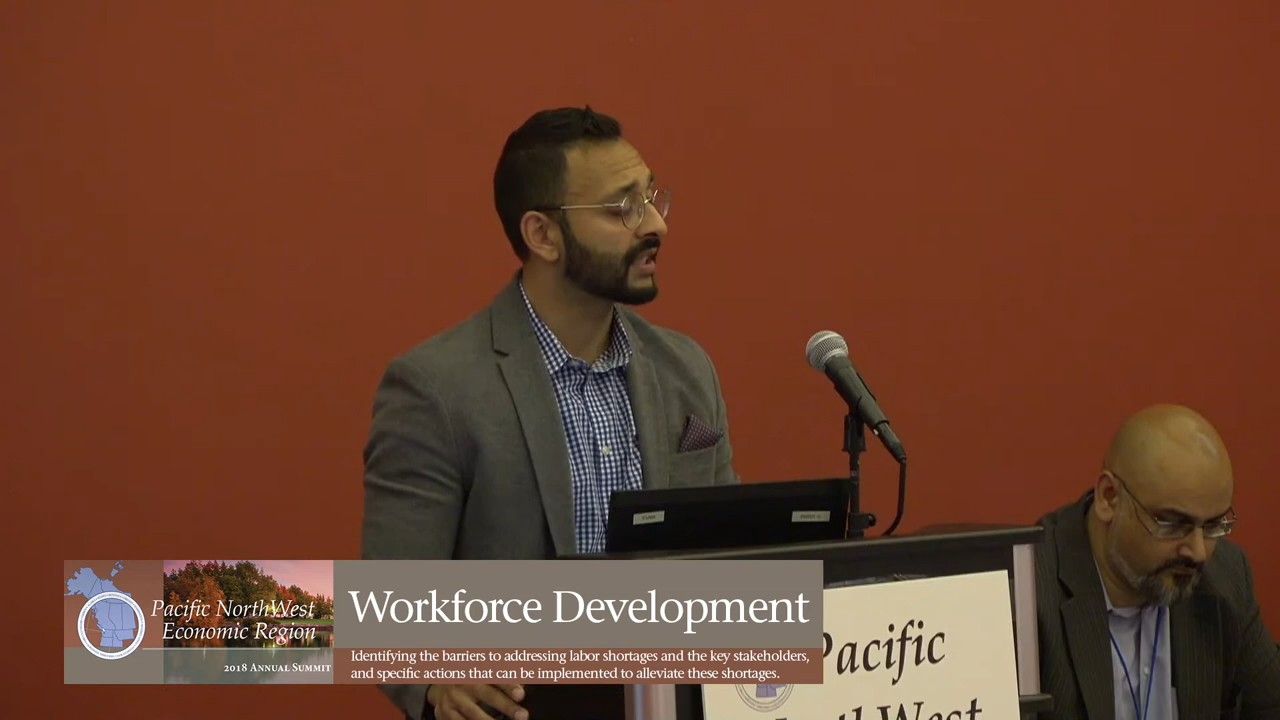 Pacific NorthWest
Economic Region
2018 ANNUAL SUMMIT
Workforce Development
Identifying the barriers to addressing labor shortages and the key stakeholders,
and specific actions that can be implemented to alleviate these shortages.
Pacific
NorthWest